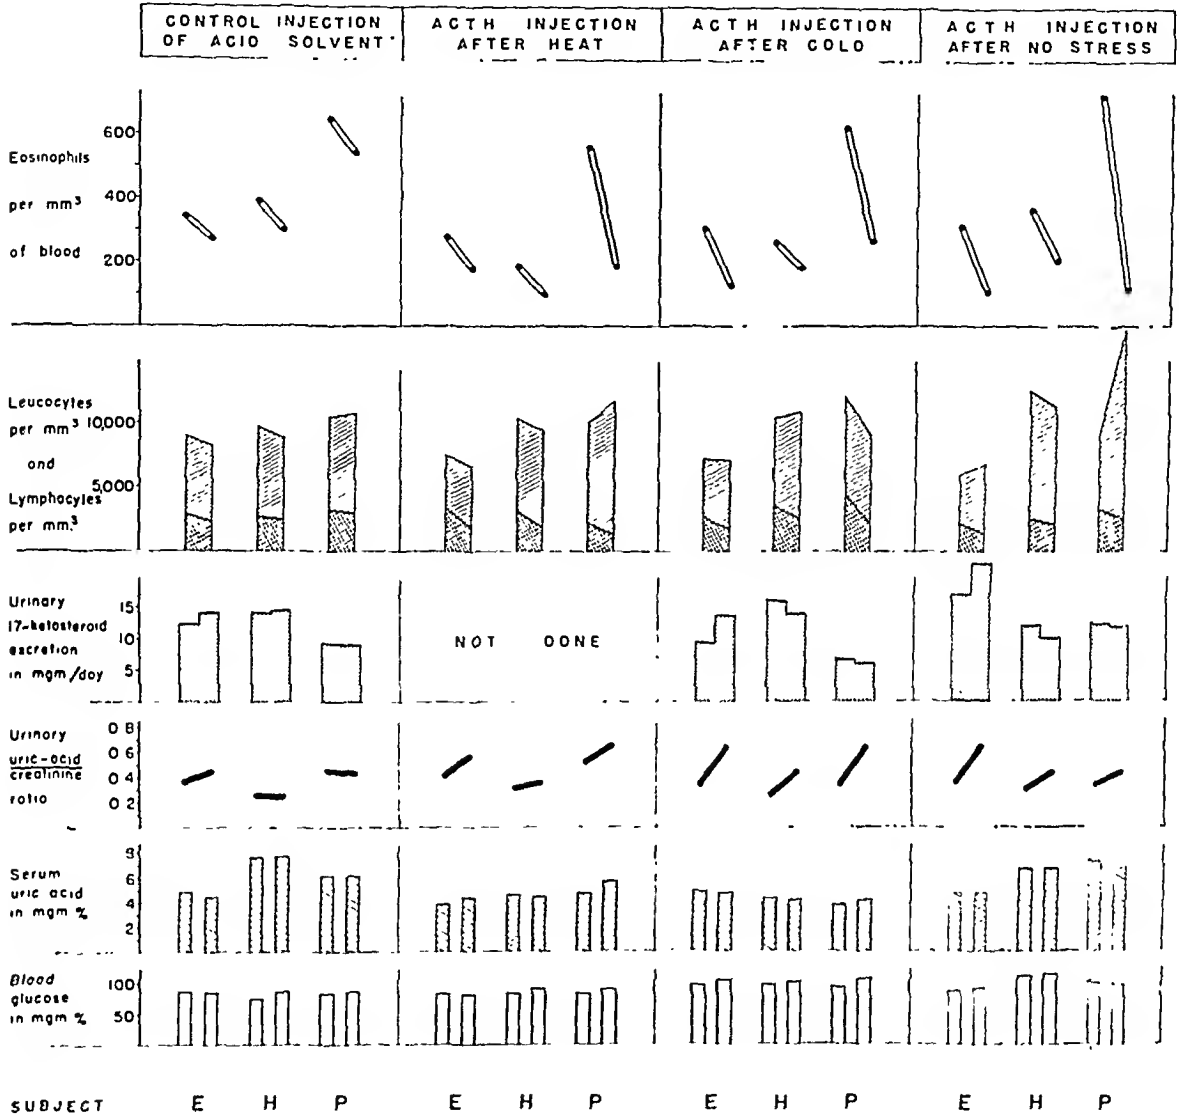 CONTROL INJECTION OF ACID SOLVENT
ACTH INJECTION AFTER HEAT
ACTH INJECTION AFTER COLD
ACTH INJECTION AFTER NO STRESS
Eosinophils
per mm3
of blood
600
400
200
Leucocytes
per mm3
and
Lymphocytes
per mm.3
10,000
5,000
Urinary
17-ketosteroid
excretion
in mgm/day
15
10
5
NOT DONE
Urinary
uric-acid
creatinine
ratio
0 8
0 6
0 4
0 2
Serum
uric acid
in mgm %
8
6
4
2
Blood
glucose
in mgm %
100
50
SUBJECT E H P E H P E H P E H P